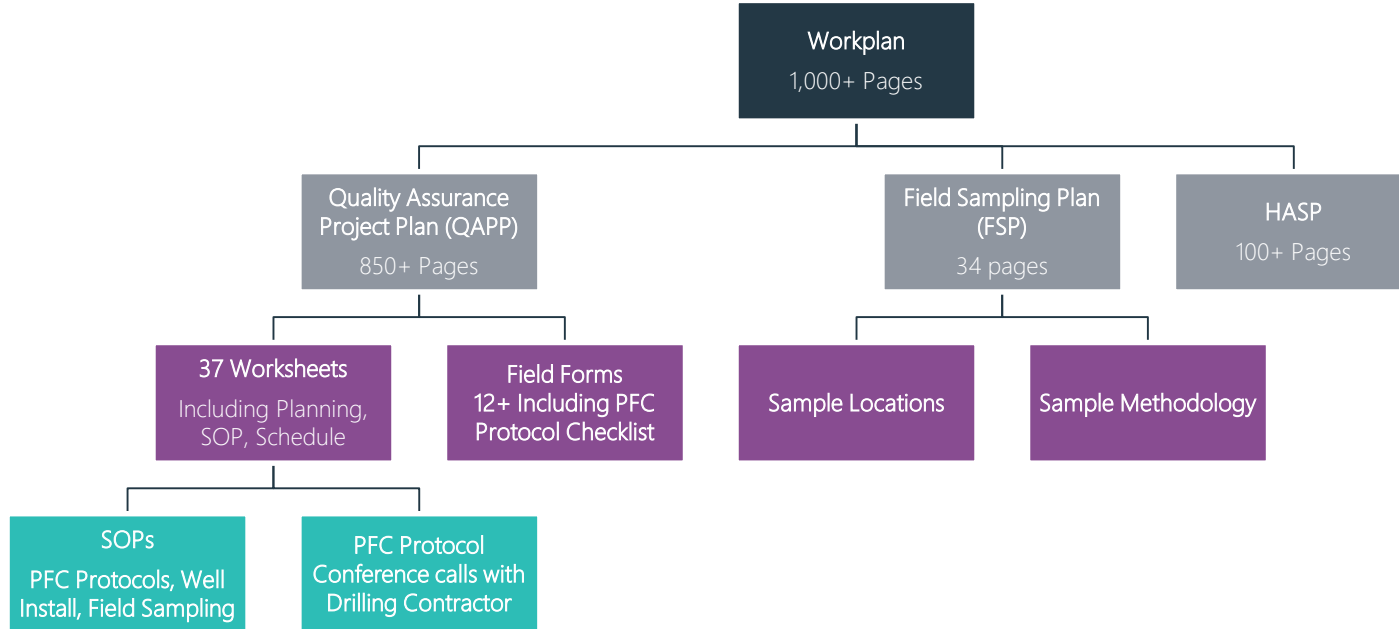 Workplan
1,000+ Pages
Quality Assurance
Project Plan (QAPP)
850+ Pages
Field Sampling Plan
(FSP)
34 pages
HASP
100+ Pages
37 Worksheets
Including Planning,
SOP, Schedule
Field Forms
12+ Including PFC
Protocol Checklist
Sample Locations
Sample Methodology
SOPs
PFC Protocols, Well
Install, Field Sampling
PFC Protocol
Conference calls with
Drilling Contractor